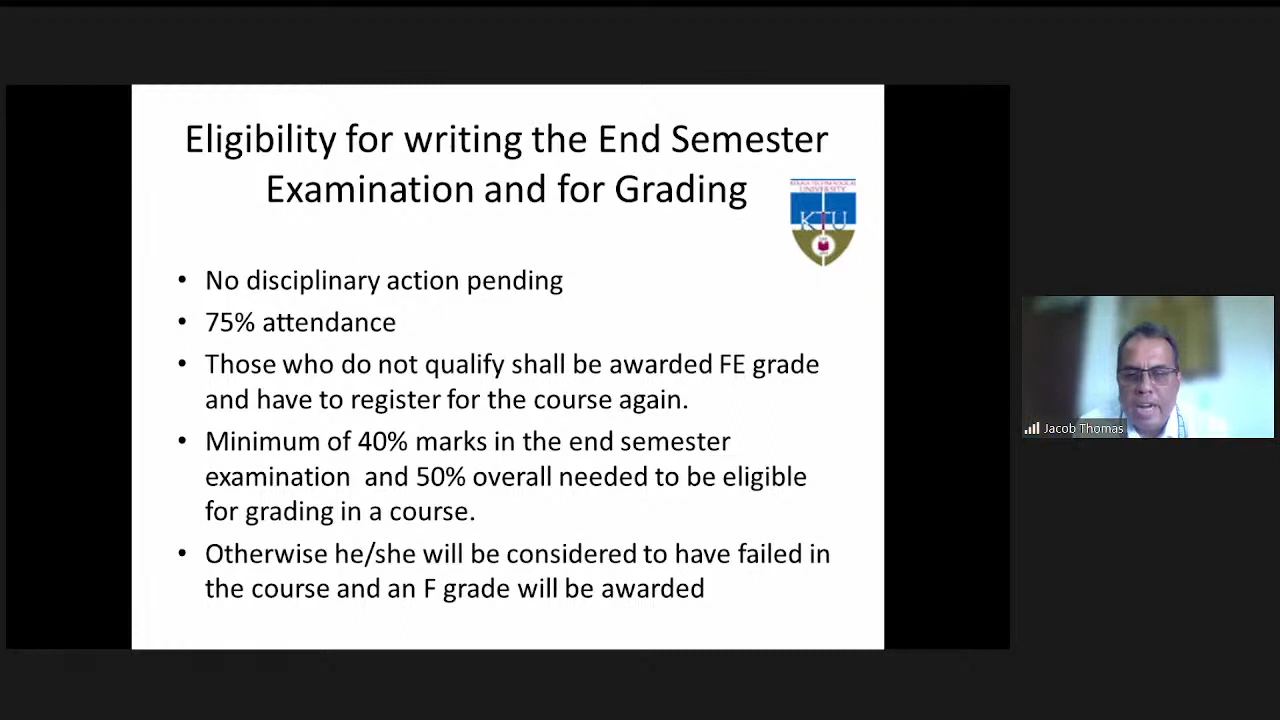 Eligibility for writing the End Semester
Examination and for Grading
UNIVERSITY
KTU
• No disciplinary action pending
• 75% attendance
• Those who do not qualify shall be awarded FE grade
and have to register for the course again.
• Minimum of 40% marks in the end semester
examination and 50% overall needed to be eligible
for grading in a course.
• Otherwise he/she will be considered to have failed in
the course and an F grade will be awarded
Jacob Thomas